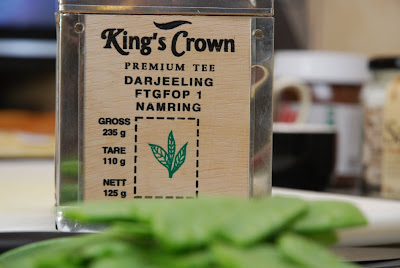 King's Crown
PREMIUM TEE
DARJEELING
FTGFOP 1
NAMRING
GROSS
235 g
TARE
110 g
NETT
125 g